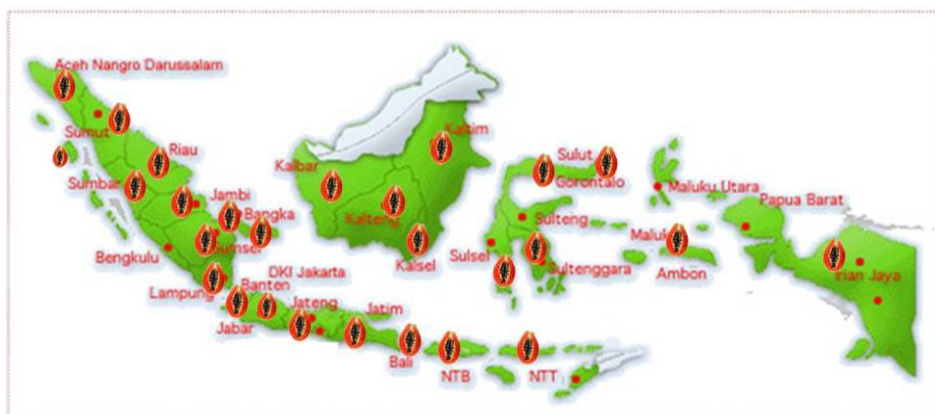 Aceh Nangro Darussalam
Sumut
Riau
Kaltim
Kalbar
Sulut
Gorontalo
Maluku Utara
Sumbar
Jambi
Papua Barat
Bangka
Kalteng
Sulteng
Bengkulu
Sumsel
Kalsel
Sulsel
Maluk
Sultenggara
Ambon
Irian Jaya
DKI Jakarta
Lampung
Banten
Jateng
Jatim
Jabar
Bali
NTB
NTT